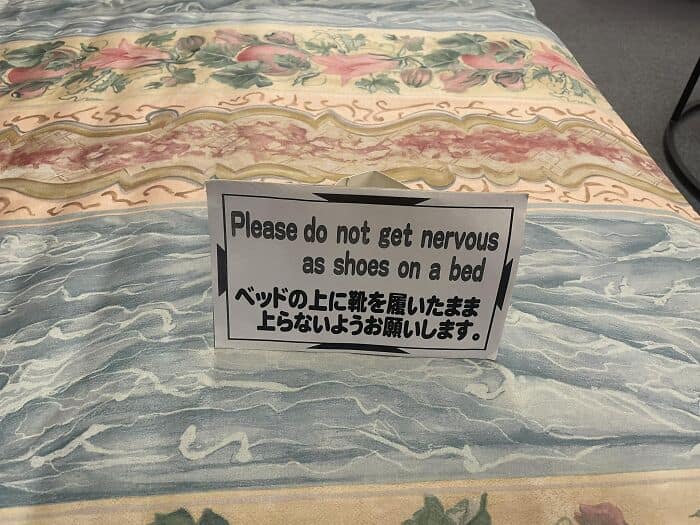 Please do not get nervous
as shoes on a bed
ベッドの上に靴を履いたまま
上らないようお願いします。